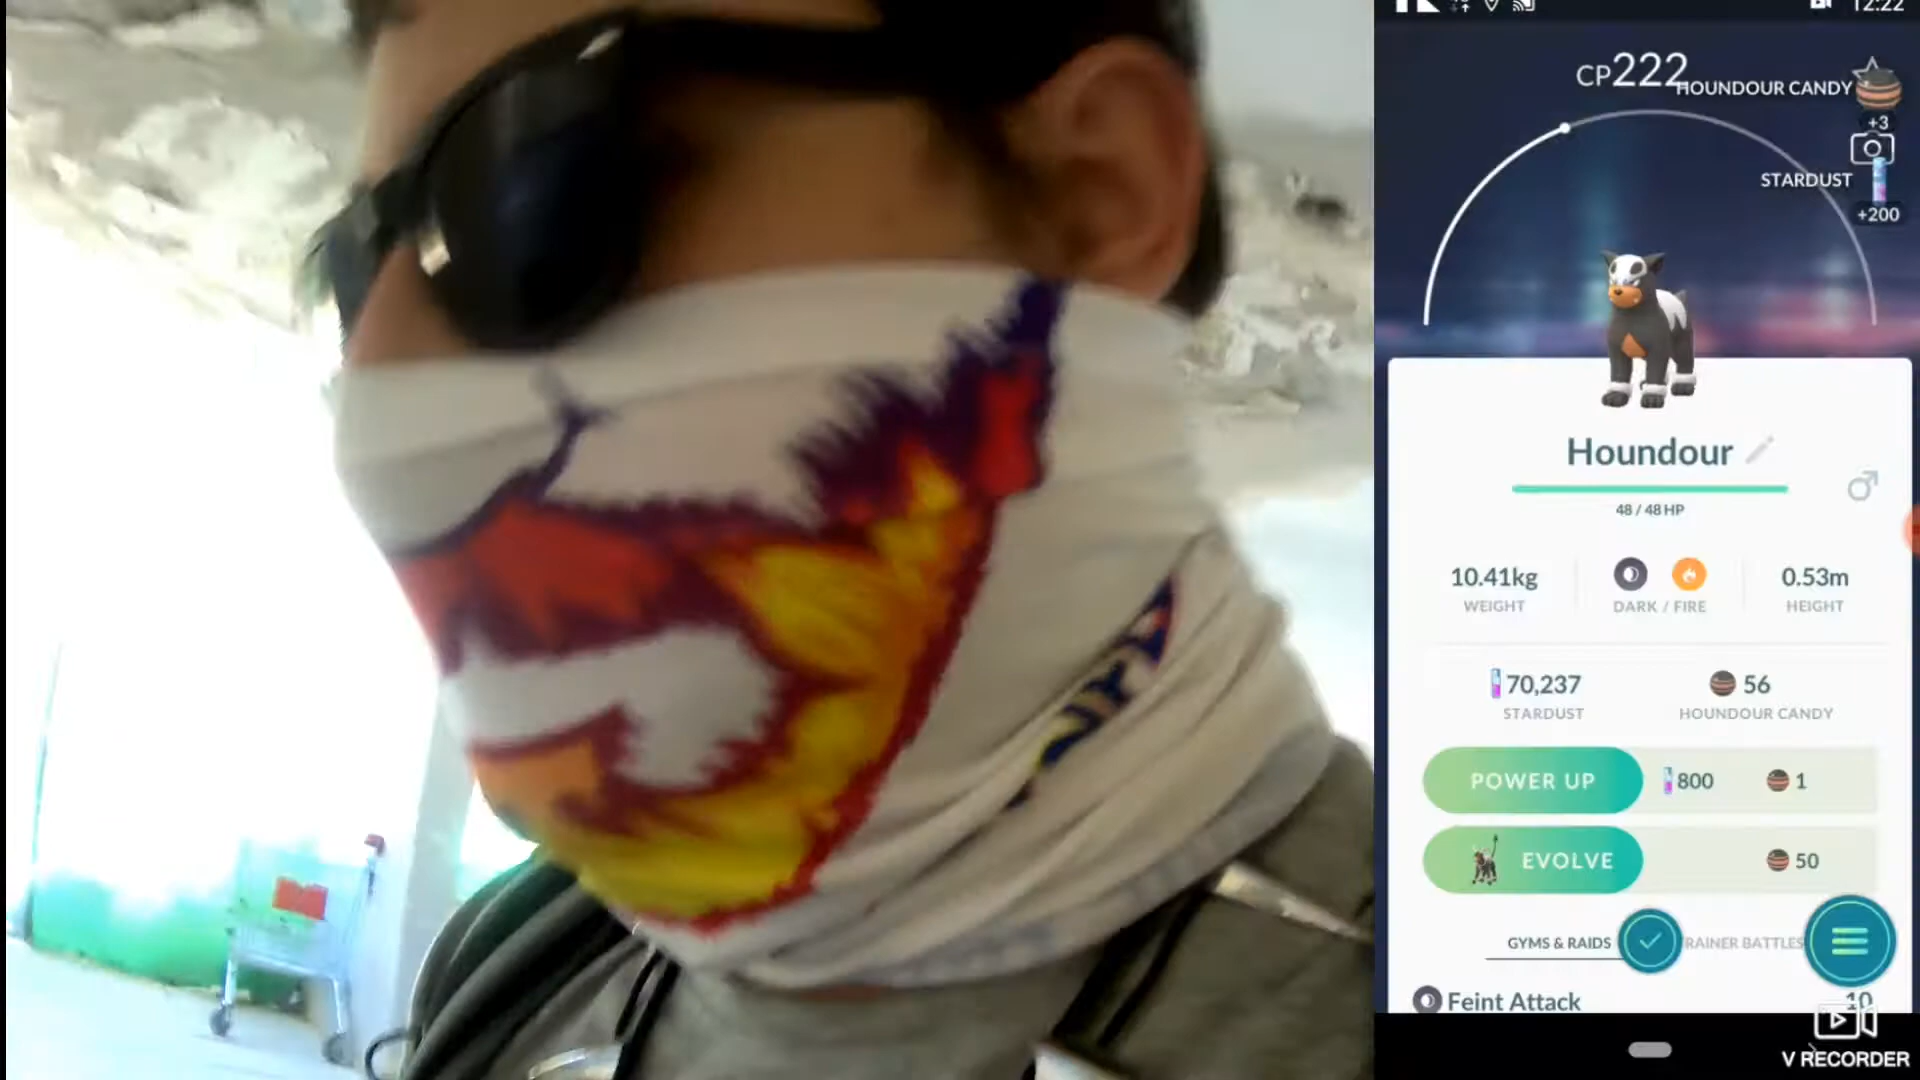 12:22
CP222
HOUNDOUR CANDY
+3
STARDUST
+200
Houndour
48 / 48 HP
10.41kg
WEIGHT
DARK / FIRE
0.53m
HEIGHT
70,237
STARDUST
56
HOUNDOUR CANDY
POWER UP
800
1
EVOLVE
50
GYMS & RAIDS
RAINER BATTLES
Feint Attack
10
V RECORDER